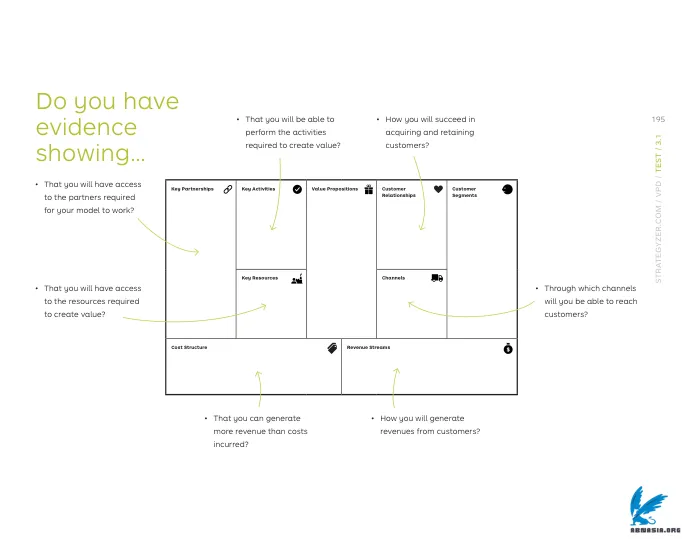 Do you have
evidence
showing...
• That you will be able to
perform the activities
required to create value?
• How you will succeed in
acquiring and retaining
customers?
195
STRATEGYZER.COM / VPD / TEST / 3.1
• That you will have access
to the partners required
for your model to work?
Key Partnerships
Key Activities
Value Propositions
Customer
Relationships
Customer
Segments
• That you will have access
to the resources required
to create value?
Key Resources
Channels
• Through which channels
will you be able to reach
customers?
Cost Structure
Revenue Streams
• That you can generate
more revenue than costs
incurred?
• How you will generate
revenues from customers?